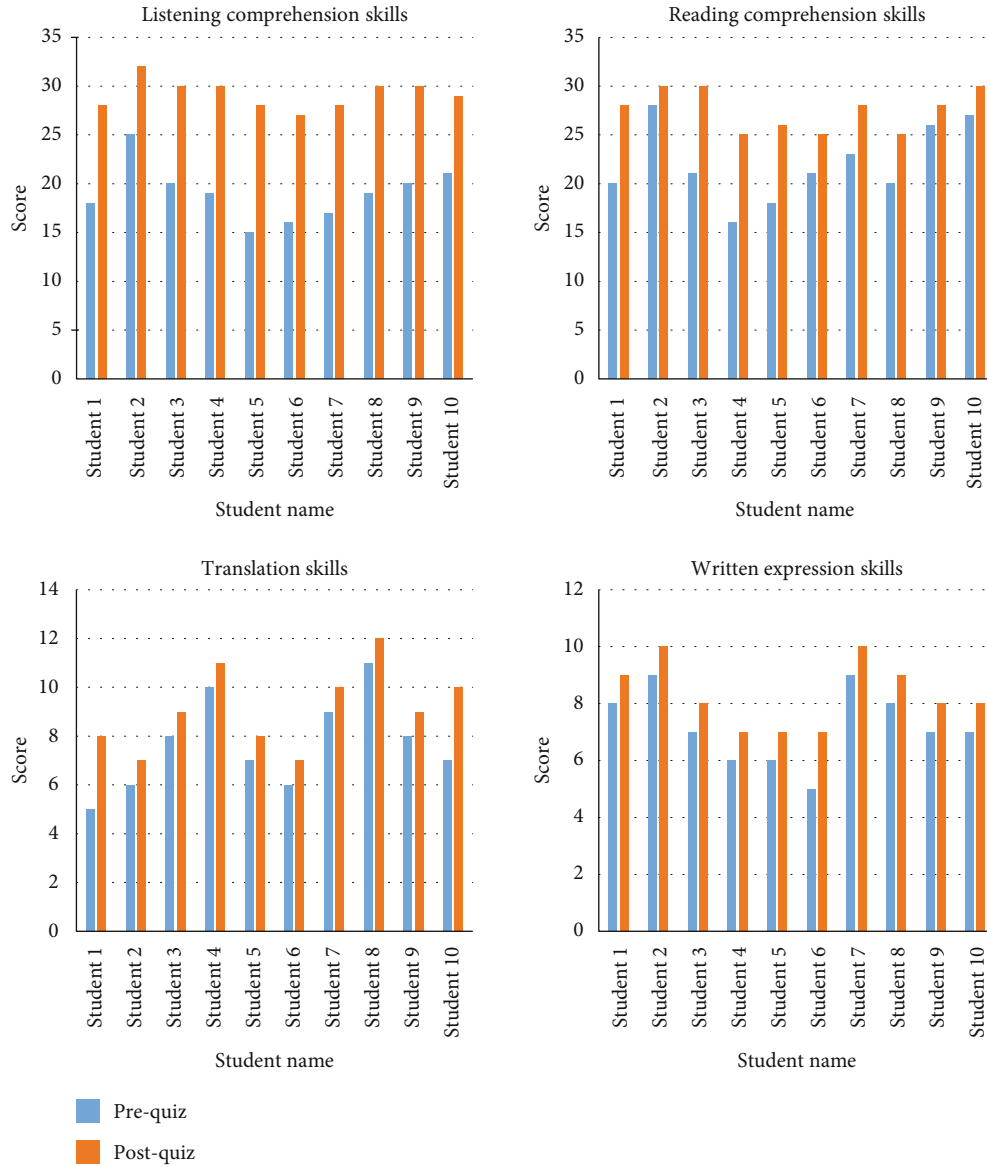 Listening comprehension skills
35
30
25
20
15
10
5
0
Score
Student 1
Student 2
Student 3
Student 4
Student 5
Student 6
Student 7
Student 8
Student 9
Student 10
Student name
Reading comprehension skills
35
30
25
20
15
10
5
0
Score
Student 1
Student 2
Student 3
Student 4
Student 5
Student 6
Student 7
Student 8
Student 9
Student 10
Student name
Translation skills
14
12
10
8
6
4
2
0
Score
Student 1
Student 2
Student 3
Student 4
Student 5
Student 6
Student 7
Student 8
Student 9
Student 10
Student name
Written expression skills
12
10
8
6
4
2
0
Score
Student 1
Student 2
Student 3
Student 4
Student 5
Student 6
Student 7
Student 8
Student 9
Student 10
Student name
Pre-quiz
Post-quiz